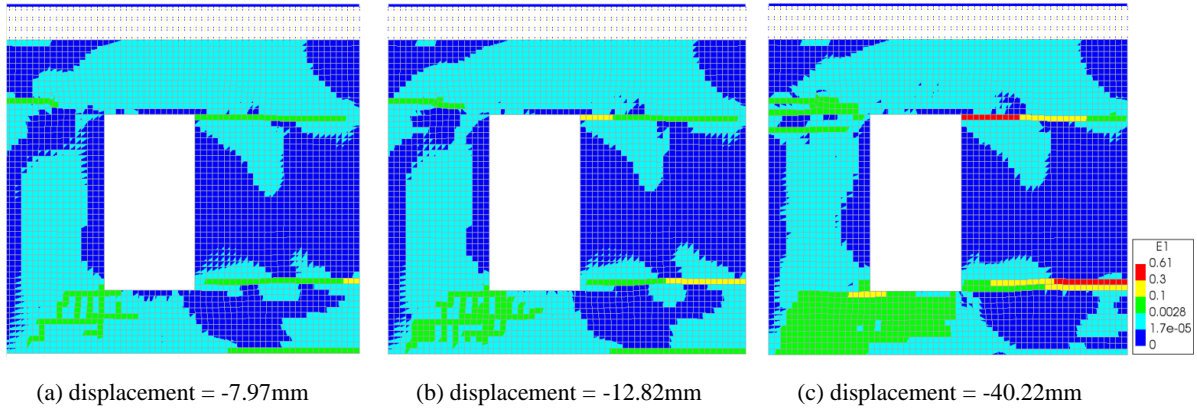 E1
0.61
0.3
0.1
0.0028
1.7e-05
0
(a) displacement = -7.97mm
(b) displacement = -12.82mm
(c) displacement = -40.22mm